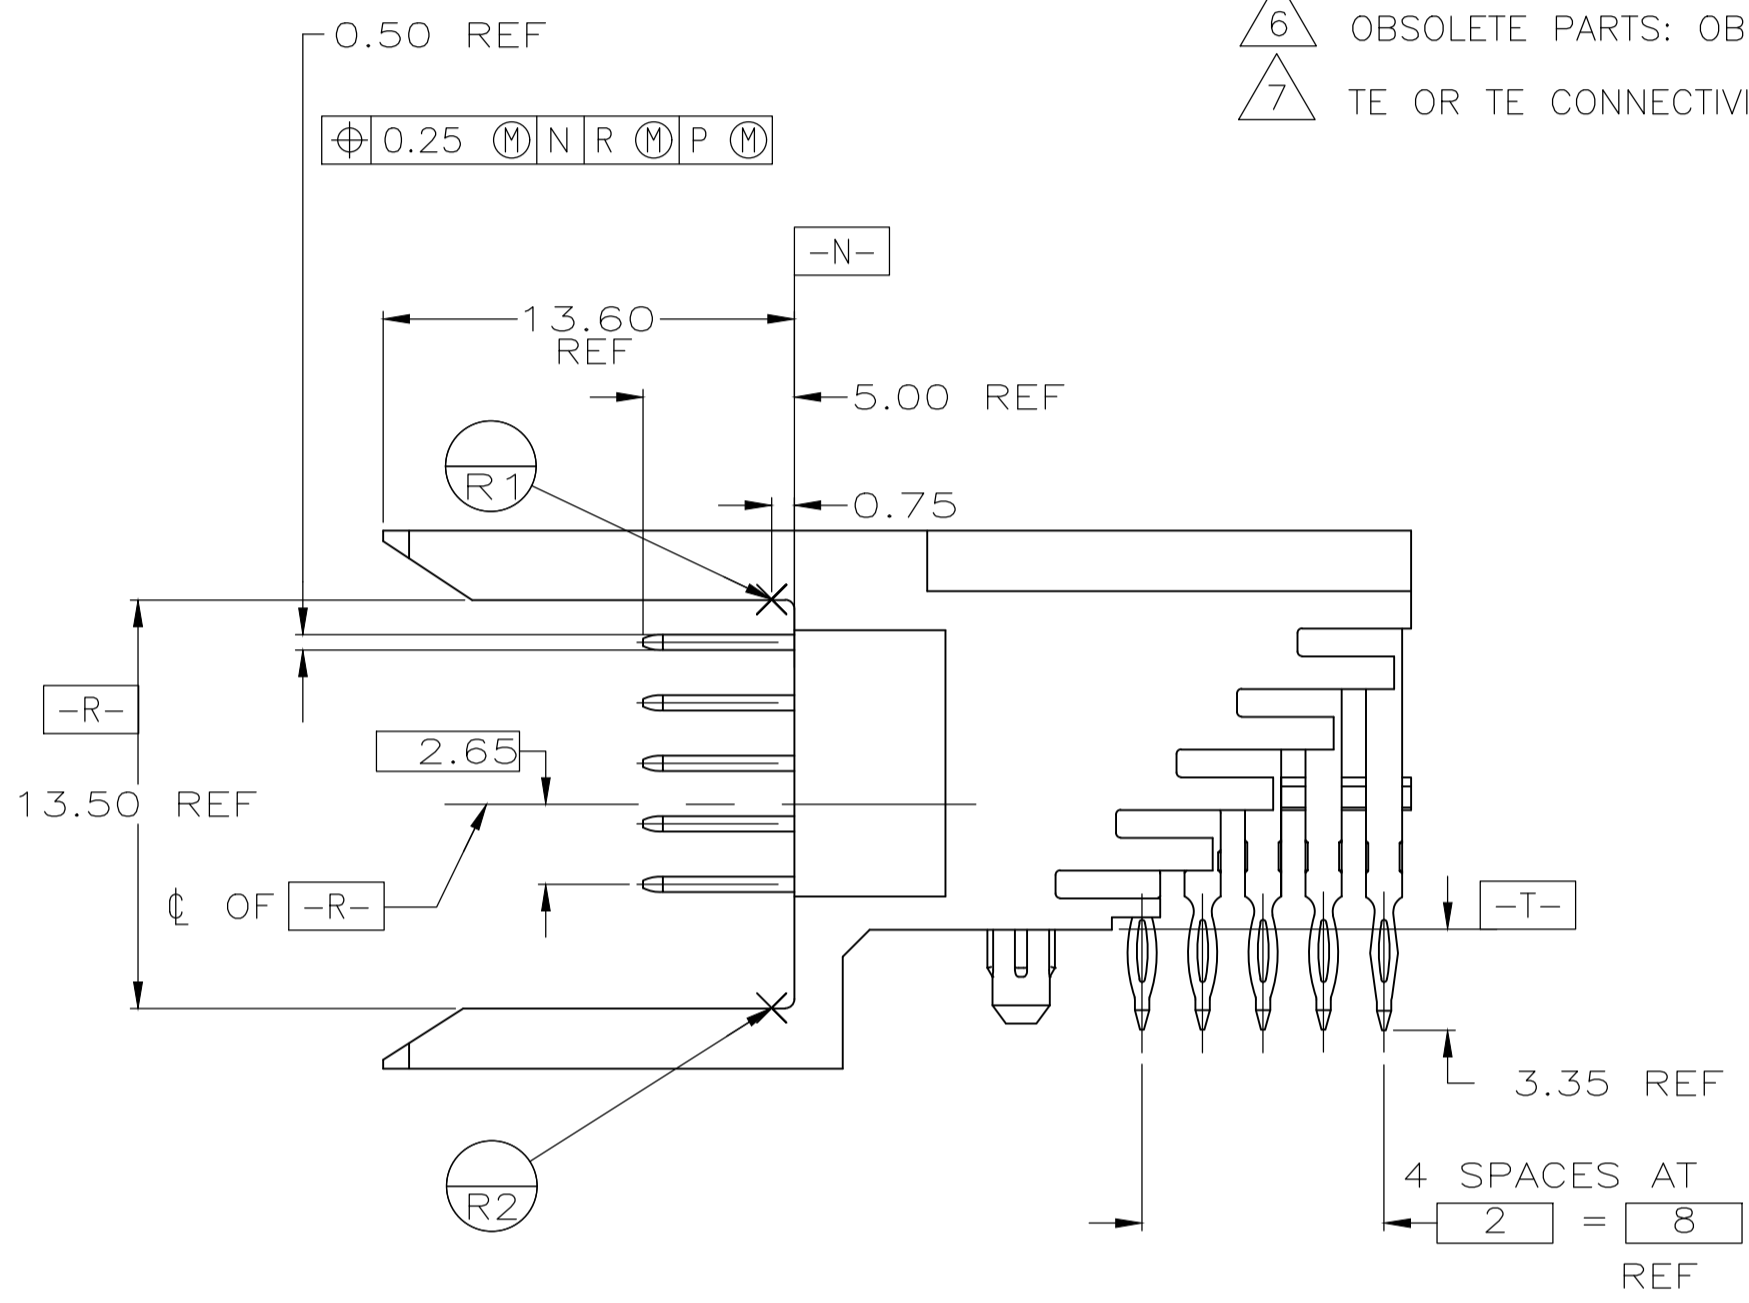 0.50 REF
6 OBSOLETE PARTS: OB
7 TE OR TE CONNECTIVI
⌖ 0.25 Ⓜ N R Ⓜ P Ⓜ
-N-
13.60
REF
5.00 REF
R1
0.75
-R-
2.65
13.50 REF
℄ OF -R-
-T-
3.35 REF
R2
4 SPACES AT
2 = 8
REF